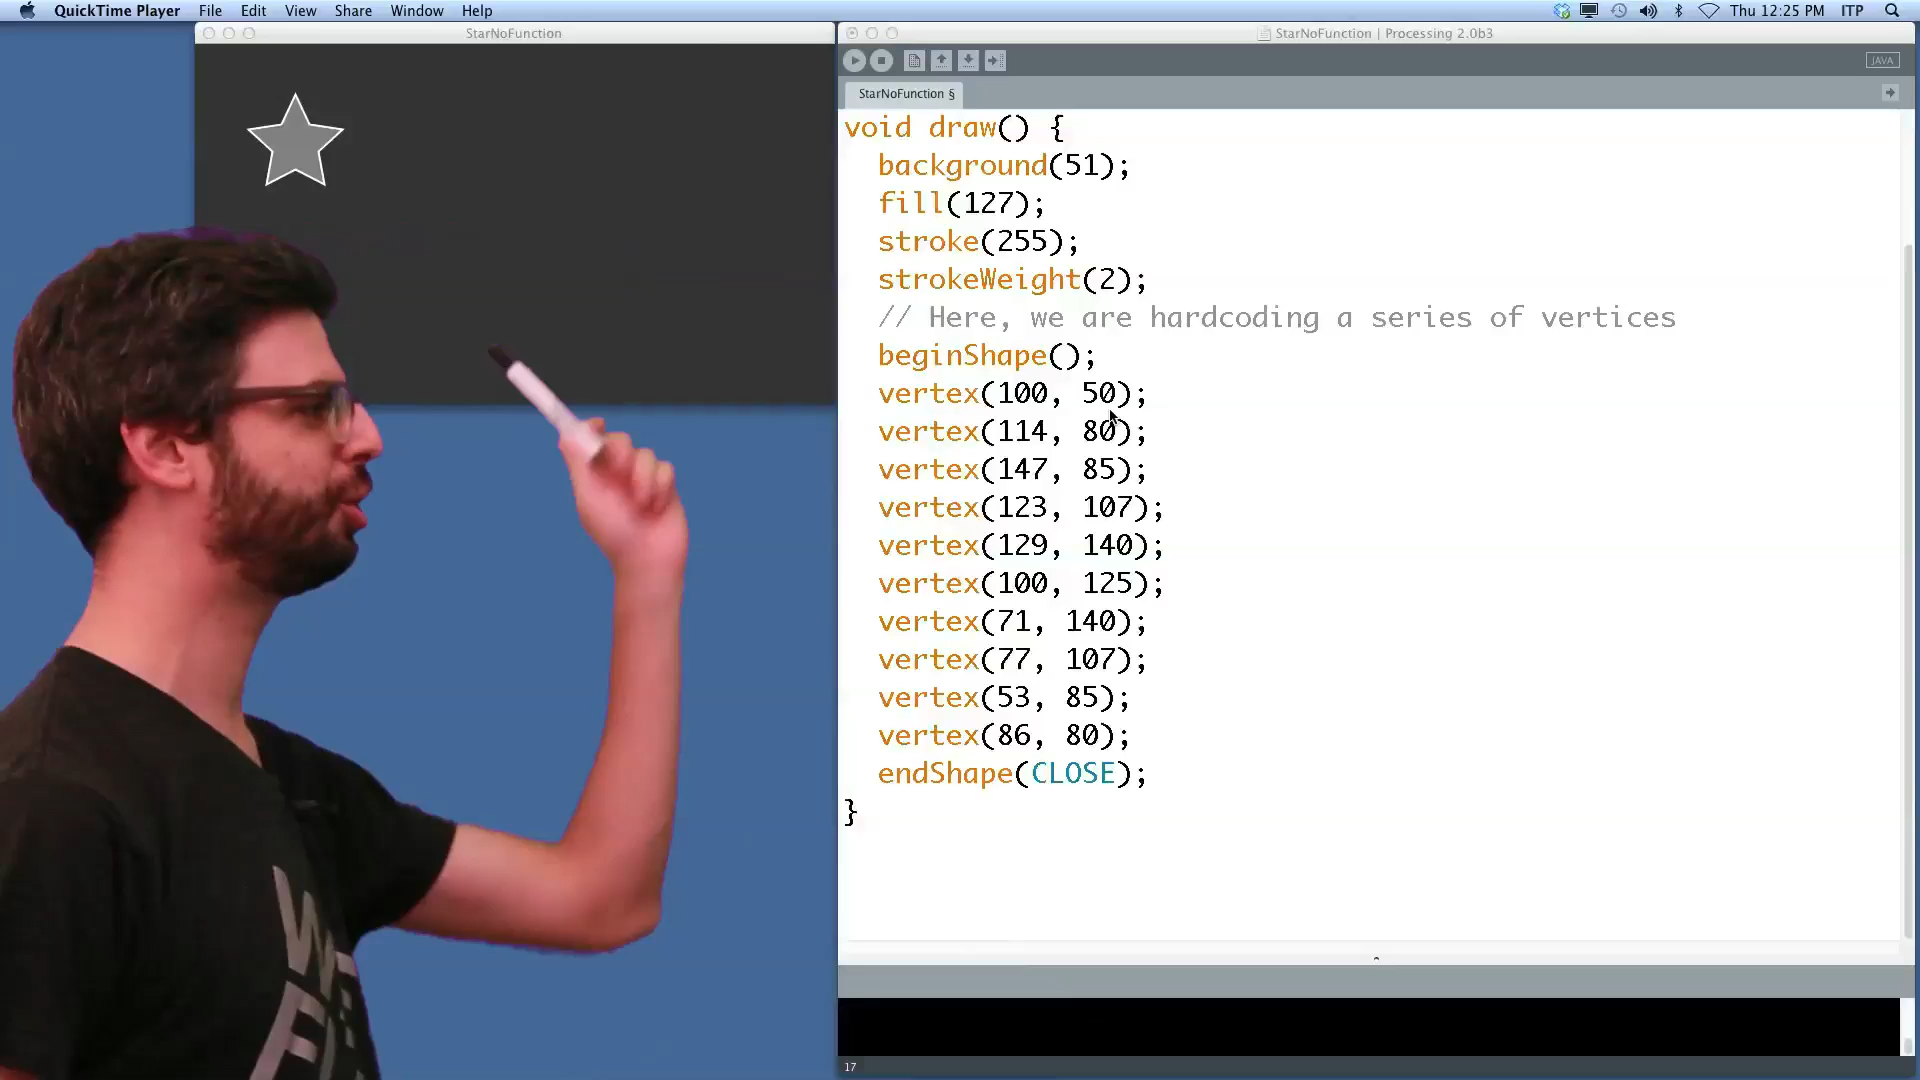 QuickTime Player File Edit View Share Window Help Thu 12:25 PM ITP
StarNoFunction
StarNoFunction | Processing 2.0b3
JAVA
StarNoFunction §
void draw() {
background(51);
fill(127);
stroke(255);
strokeWeight(2);
// Here, we are hardcoding a series of vertices
beginShape();
vertex(100, 50);
vertex(114, 80);
vertex(147, 85);
vertex(123, 107);
vertex(129, 140);
vertex(100, 125);
vertex(71, 140);
vertex(77, 107);
vertex(53, 85);
vertex(86, 80);
endShape(CLOSE);
}
17